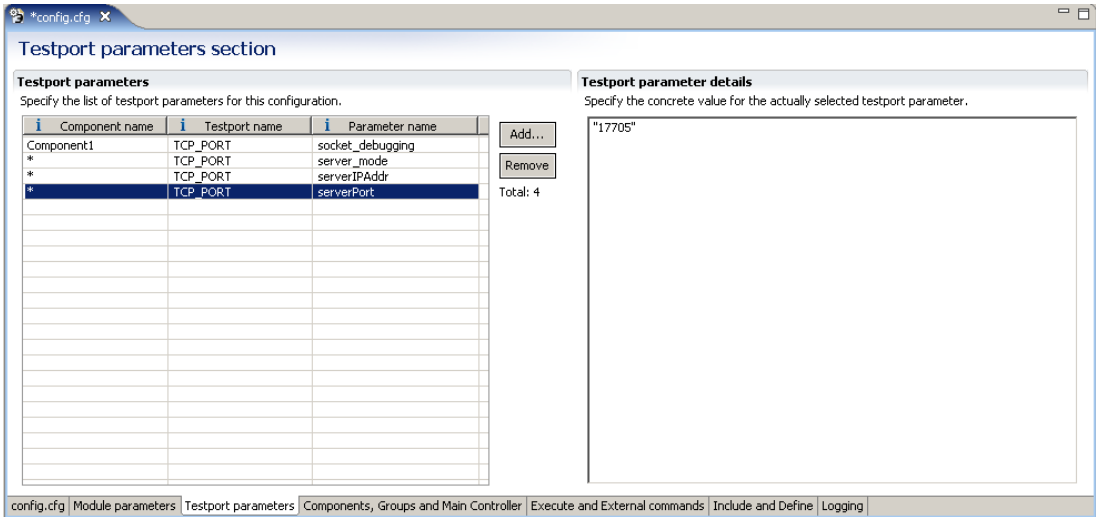 *config.cfg
Testport parameters section
Testport parameters
Specify the list of testport parameters for this configuration.
Component name Testport name Parameter name
Component1 TCP_PORT socket_debugging
* TCP_PORT server_mode
* TCP_PORT serverIPAddr
* TCP_PORT serverPort
Add...
Remove
Total: 4
Testport parameter details
Specify the concrete value for the actually selected testport parameter.
"17705"
config.cfg Module parameters Testport parameters Components, Groups and Main Controller Execute and External commands Include and Define Logging